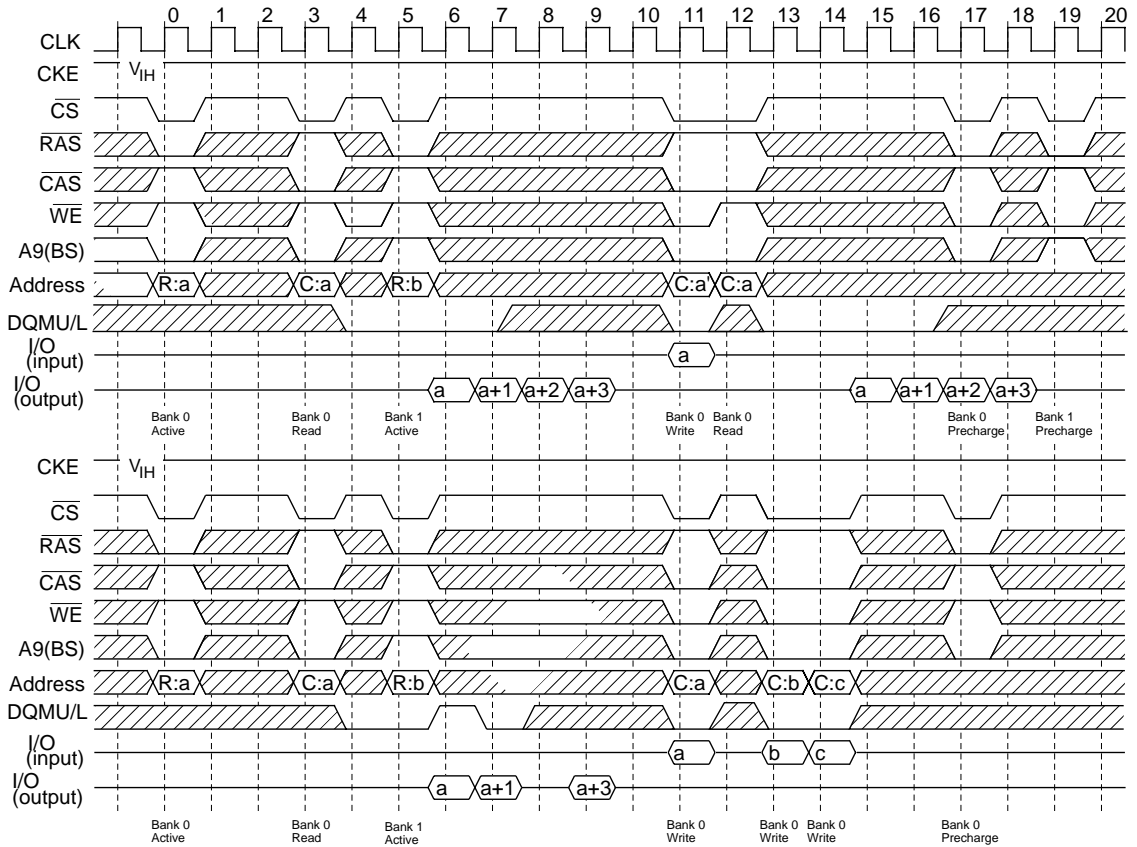 0 1 2 3 4 5 6 7 8 9 10 11 12 13 14 15 16 17 18 19 20
CLK
CKE VIH
CS
RAS
CAS
WE
A9(BS)
Address R:a C:a R:b C:a' C:a
DQMU/L
I/O
(input) a
I/O
(output) a a+1 a+2 a+3 a a+1 a+2 a+3
Bank 0 Bank 0 Bank 1 Bank 0 Bank 0 Bank 0 Bank 1
Active Read Active Write Read Precharge Precharge
CKE VIH
CS
RAS
CAS
WE
A9(BS)
Address R:a C:a R:b C:a C:b C:c
DQMU/L
I/O
(input) a b c
I/O
(output) a a+1 a+3
Bank 0 Bank 0 Bank 1 Bank 0 Bank 0 Bank 0 Bank 0
Active Read Active Write Write Write Precharge